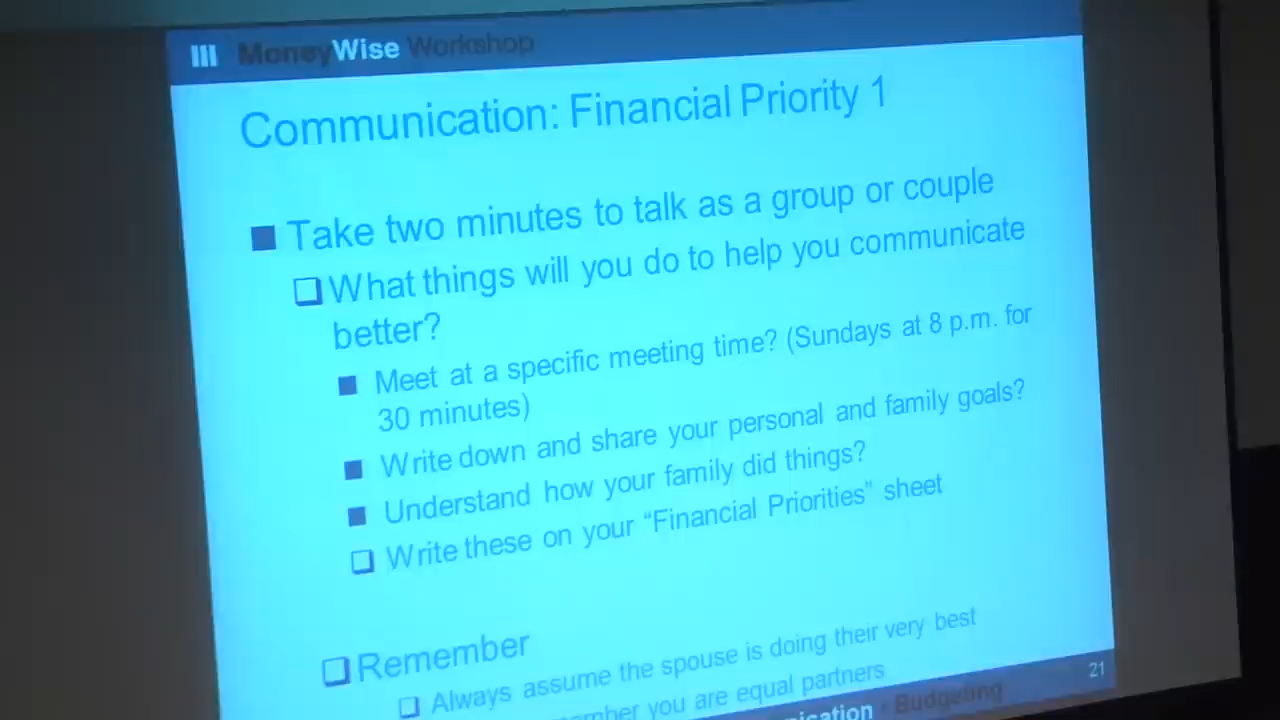 MoneyWise Workshop
Communication: Financial Priority 1
Take two minutes to talk as a group or couple
What things will you do to help you communicate
better?
Meet at a specific meeting time? (Sundays at 8 p.m. for
30 minutes)
Write down and share your personal and family goals?
Understand how your family did things?
Write these on your “Financial Priorities” sheet
Remember
Always assume the spouse is doing their very best
you are equal partners
21
Budgeting